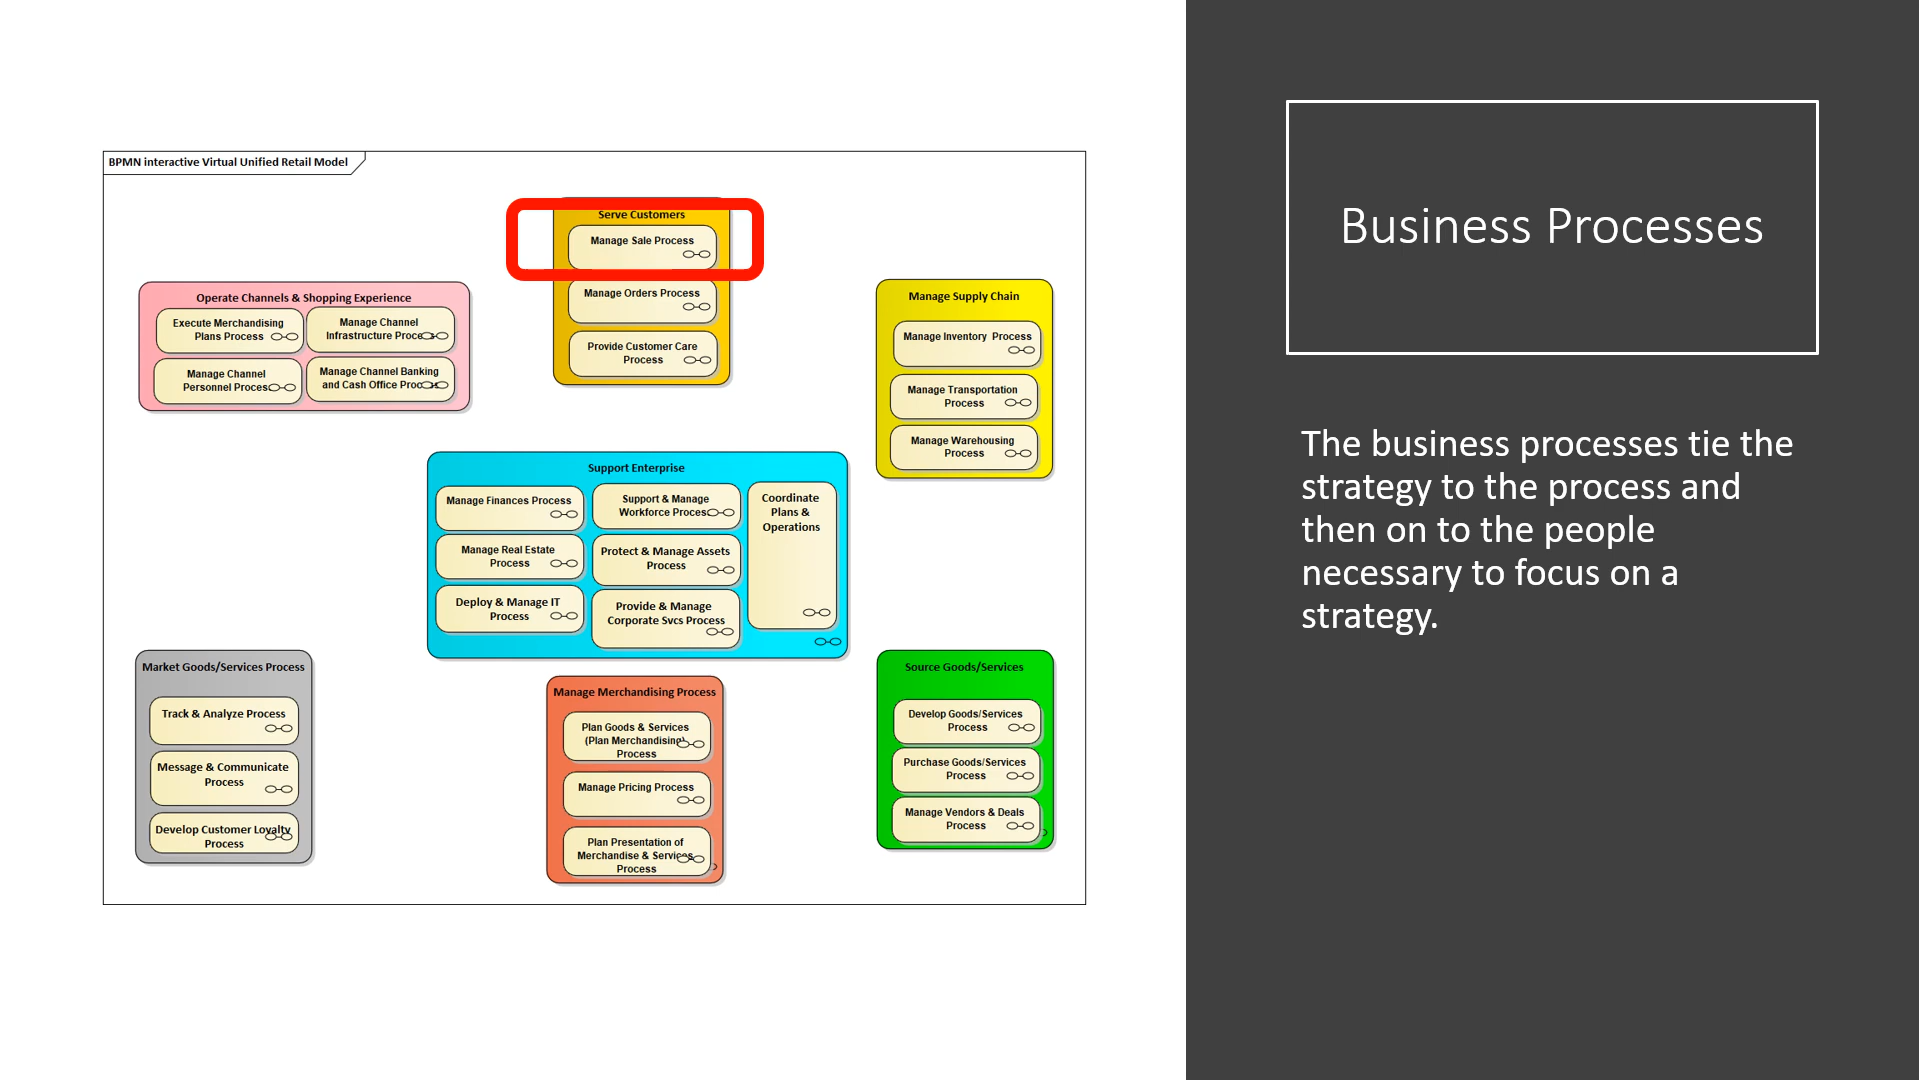 BPMN interactive Virtual Unified Retail Model
Serve Customers
Manage Sale Process
Manage Orders Process
Provide Customer Care
Process
Operate Channels & Shopping Experience
Execute Merchandising
Plans Process
Manage Channel
Infrastructure Process
Manage Channel
Personnel Process
Manage Channel Banking
and Cash Office Process
Manage Supply Chain
Manage Inventory Process
Manage Transportation
Process
Manage Warehousing
Process
Support Enterprise
Manage Finances Process
Support & Manage
Workforce Process
Coordinate
Plans &
Operations
Manage Real Estate
Process
Protect & Manage Assets
Process
Deploy & Manage IT
Process
Provide & Manage
Corporate Svcs Process
Market Goods/Services Process
Track & Analyze Process
Message & Communicate
Process
Develop Customer Loyalty
Process
Manage Merchandising Process
Plan Goods & Services
(Plan Merchandising)
Process
Manage Pricing Process
Plan Presentation of
Merchandise & Services
Process
Source Goods/Services
Develop Goods/Services
Process
Purchase Goods/Services
Process
Manage Vendors & Deals
Process
Business Processes
The business processes tie the
strategy to the process and
then on to the people
necessary to focus on a
strategy.